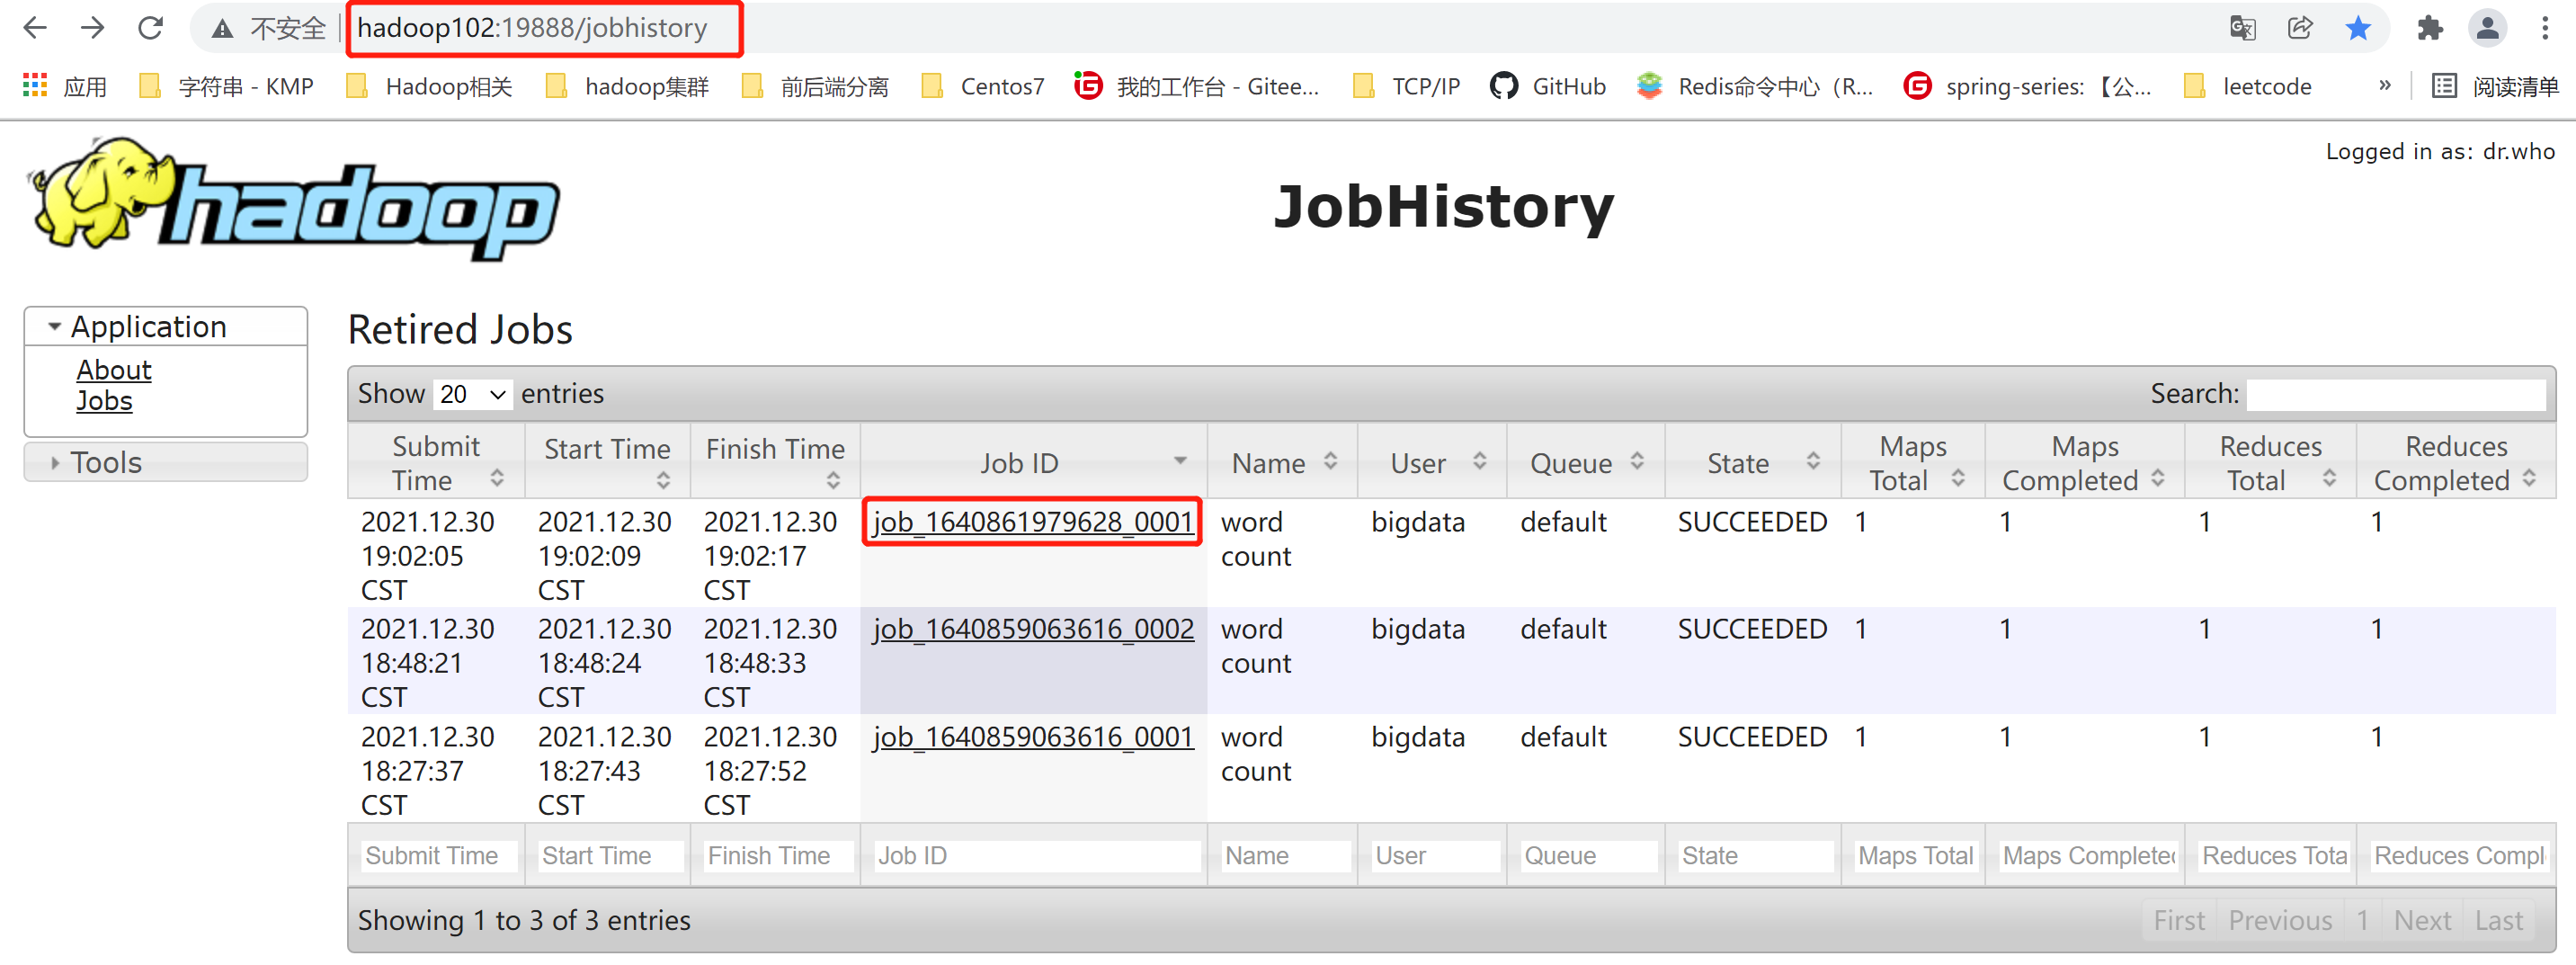 不安全 hadoop102:19888/jobhistory
应用 字符串 - KMP Hadoop相关 hadoop集群 前后端分离 Centos7 我的工作台 - Gitee... TCP/IP GitHub Redis命令中心（R... spring-series:【公... leetcode » 阅读清单
Logged in as: dr.who
hadoop
JobHistory
Application
About
Jobs
Tools
Retired Jobs
Show 20 entries Search:
Submit Time Start Time Finish Time Job ID Name User Queue State Maps Total Maps Completed Reduces Total Reduces Completed
2021.12.30 2021.12.30 2021.12.30 job_1640861979628_0001 word bigdata default SUCCEEDED 1 1 1 1
19:02:05 19:02:09 19:02:17 count
CST CST CST
2021.12.30 2021.12.30 2021.12.30 job_1640859063616_0002 word bigdata default SUCCEEDED 1 1 1 1
18:48:21 18:48:24 18:48:33 count
CST CST CST
2021.12.30 2021.12.30 2021.12.30 job_1640859063616_0001 word bigdata default SUCCEEDED 1 1 1 1
18:27:37 18:27:43 18:27:52 count
CST CST CST
Submit Time Start Time Finish Time Job ID Name User Queue State Maps Total Maps Completed Reduces Tota Reduces Compl
Showing 1 to 3 of 3 entries First Previous 1 Next Last